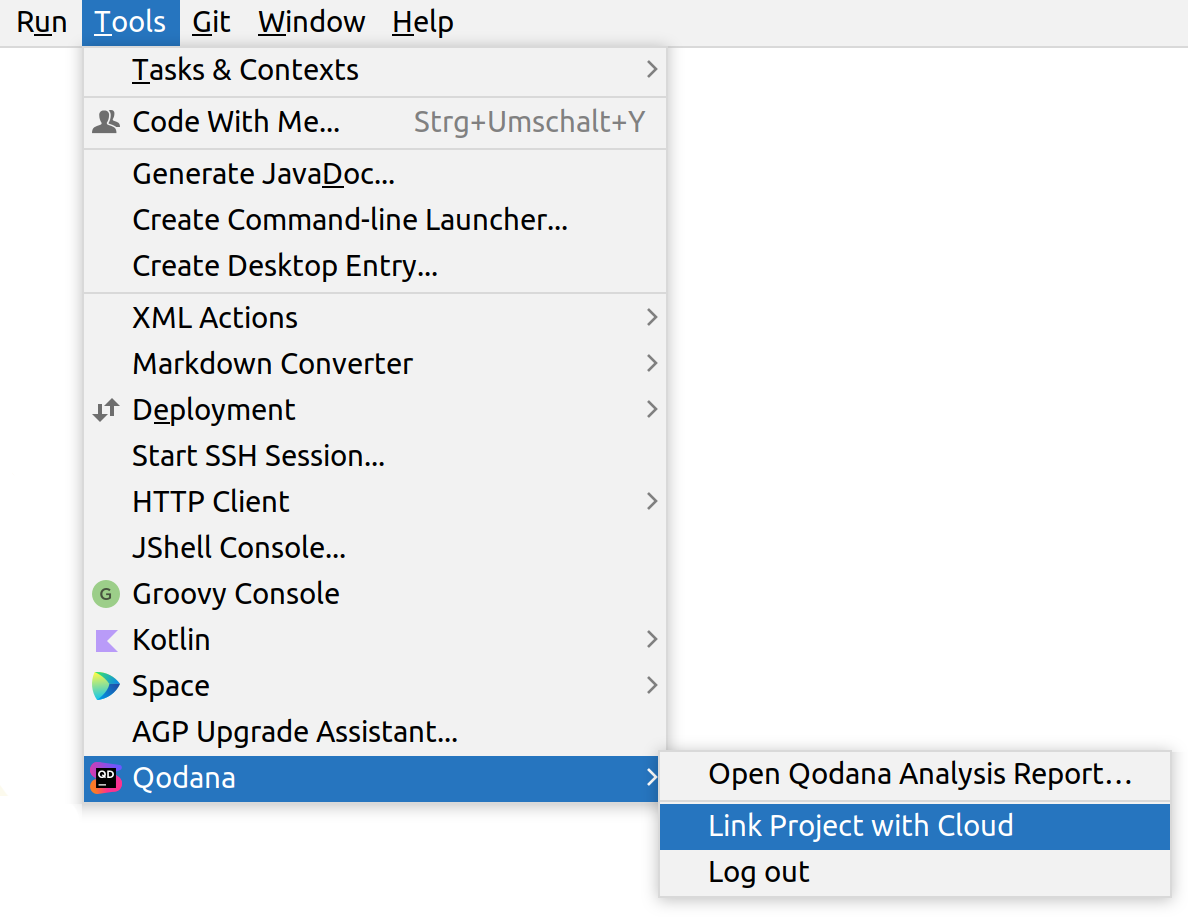 Run Tools Git Window Help
Tasks & Contexts
Code With Me... Strg+Umschalt+Y
Generate JavaDoc...
Create Command-line Launcher...
Create Desktop Entry...
XML Actions
Markdown Converter
Deployment
Start SSH Session...
HTTP Client
JShell Console...
G Groovy Console
Kotlin
Space
AGP Upgrade Assistant...
QD Qodana
Open Qodana Analysis Report...
Link Project with Cloud
Log out